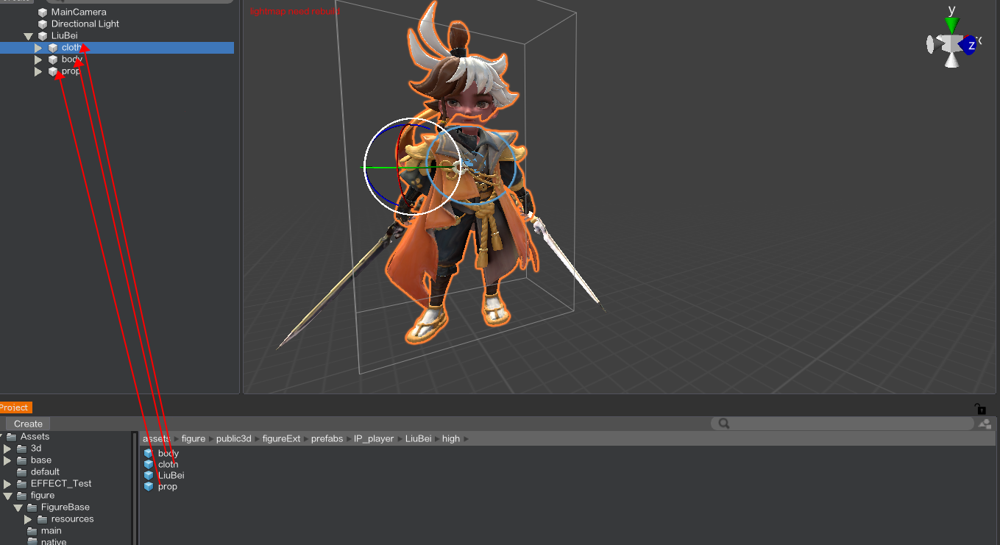 MainCamera
lightmap need rebuild
Directional Light
LiuBei
cloth
body
prop
y
x
z
Project
Create
Assets
3d
base
default
EFFECT_Test
figure
FigureBase
resources
main
native
assets figure public3d figureExt prefabs IP_player LiuBei high
body
cloth
LiuBei
prop